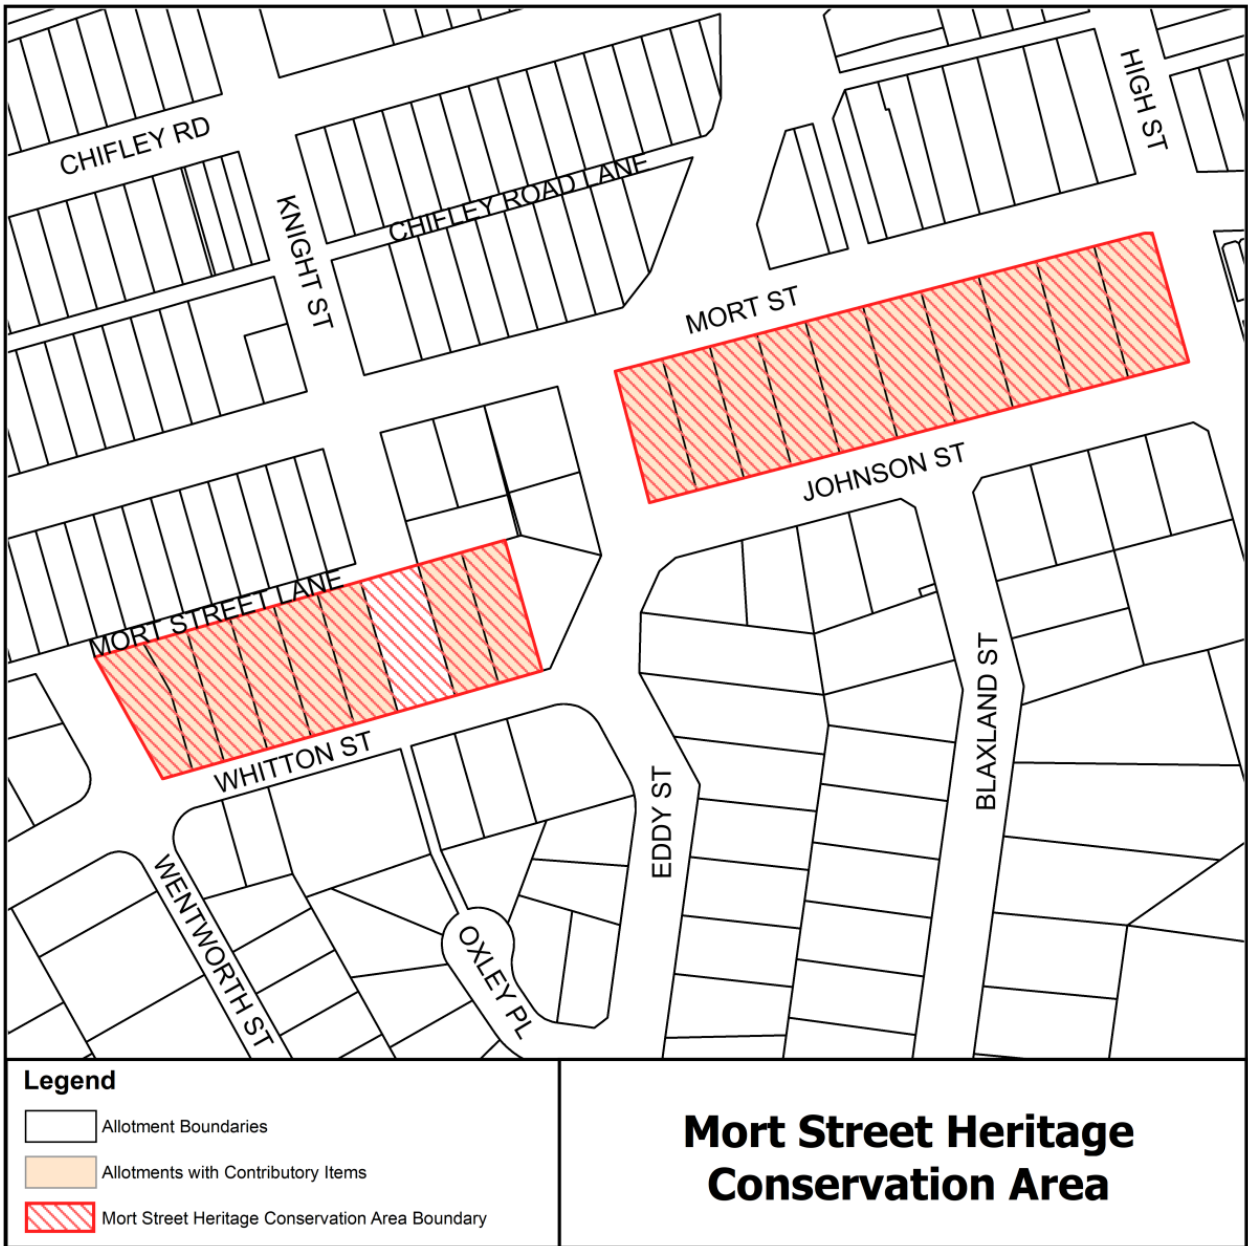 HIGH ST
CHIFLEY RD
CHIFLEY ROAD LANE
KNIGHT ST
MORT ST
JOHNSON ST
MORT STREET LANE
WHITTON ST
BLAXLAND ST
EDDY ST
WENTWORTH ST
OXLEY PL
Legend
Allotment Boundaries
Allotments with Contributory Items
Mort Street Heritage Conservation Area Boundary
Mort Street Heritage
Conservation Area